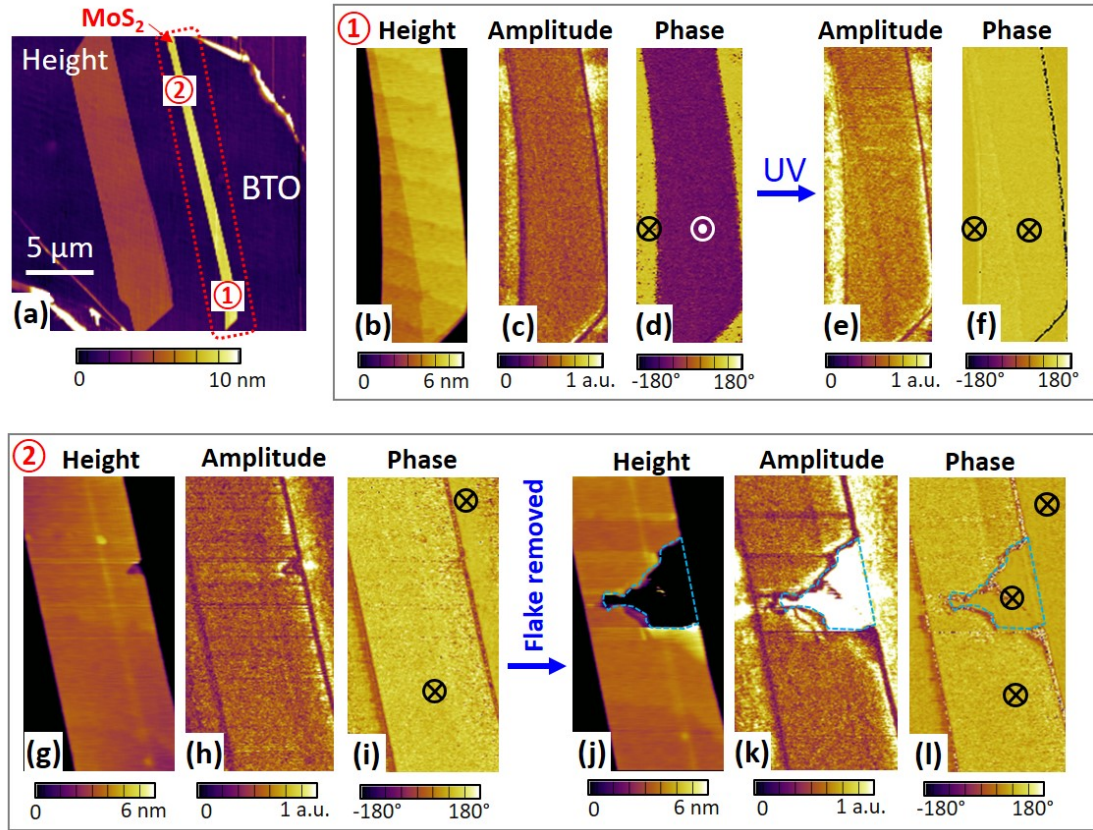 MoS2
Height
②
BTO
5 μm
①
(a)
0 10 nm
①
Height Amplitude Phase Amplitude Phase
UV
(b) (c) (d) (e) (f)
0 6 nm 0 1 a.u. -180° 180° 0 1 a.u. -180° 180°
②
Height Amplitude Phase Height Amplitude Phase
Flake removed
(g) (h) (i) (j) (k) (l)
0 6 nm 0 1 a.u. -180° 180° 0 6 nm 0 1 a.u. -180° 180°